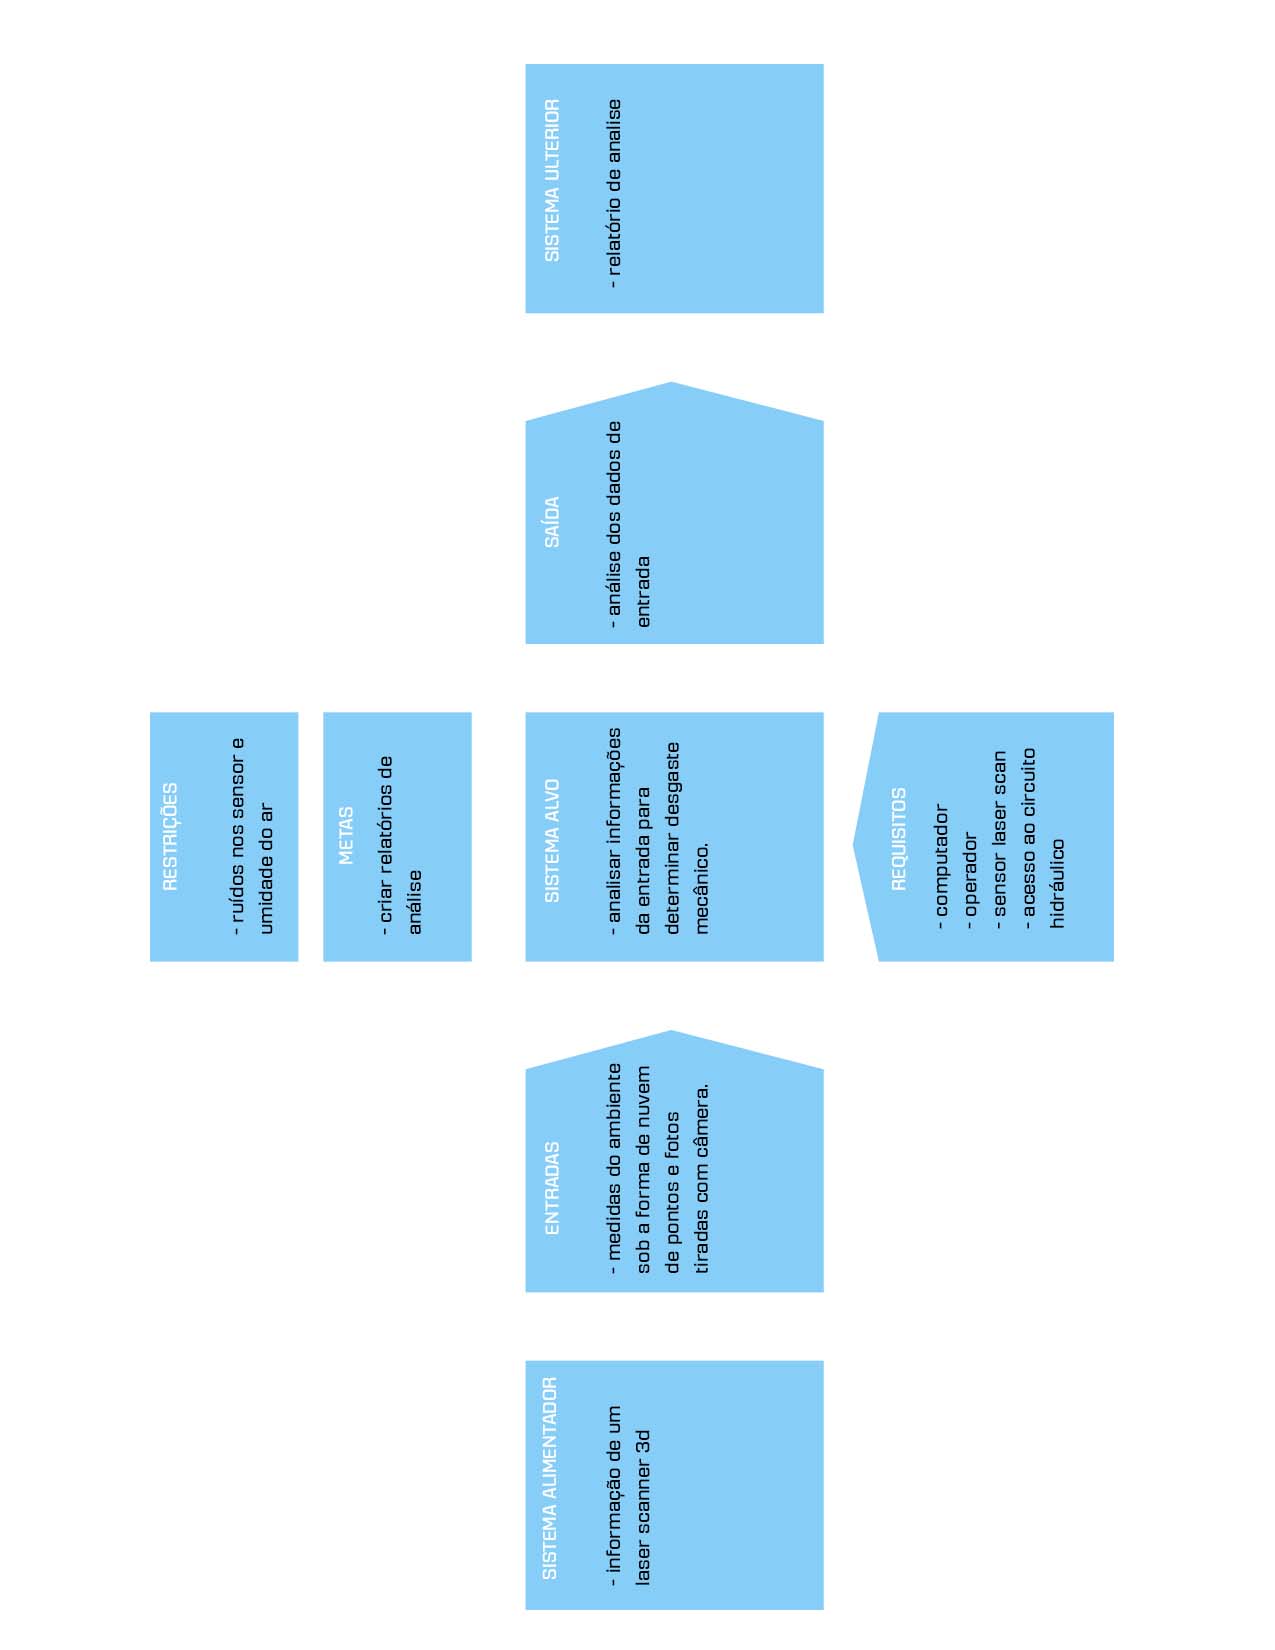 RESTRIÇÕES
- ruídos nos sensor e
umidade do ar
METAS
- criar relatórios de
análise
SISTEMA ALIMENTADOR
- informação de um
laser scanner 3d
ENTRADAS
- medidas do ambiente
sob a forma de nuvem
de pontos e fotos
tiradas com câmera.
SISTEMA ALVO
- analisar informações
da entrada para
determinar desgaste
mecânico.
SAÍDA
- análise dos dados de
entrada
SISTEMA ULTERIOR
- relatório de analise
REQUISITOS
- computador
- operador
- sensor laser scan
- acesso ao circuito
hidráulico